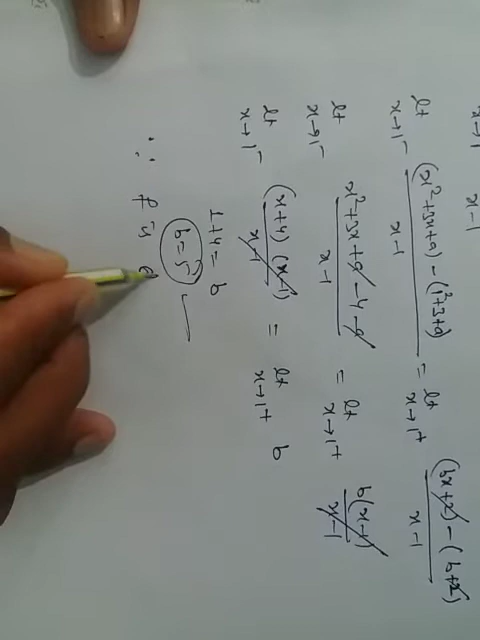 x→1 x-1
lt x→1⁻ (x²+3x+a) - (1²+3+a) / x-1 = lt x→1⁺ (bx+2) - (b+2) / x-1
lt x→1⁻ x²+3x+a-4-a / x-1 = lt x→1⁺ b(x-1) / x-1
lt x→1⁻ (x+4)(x-1) / x-1 = lt x→1⁺ b
1+4 = b
b=5
∴ f is